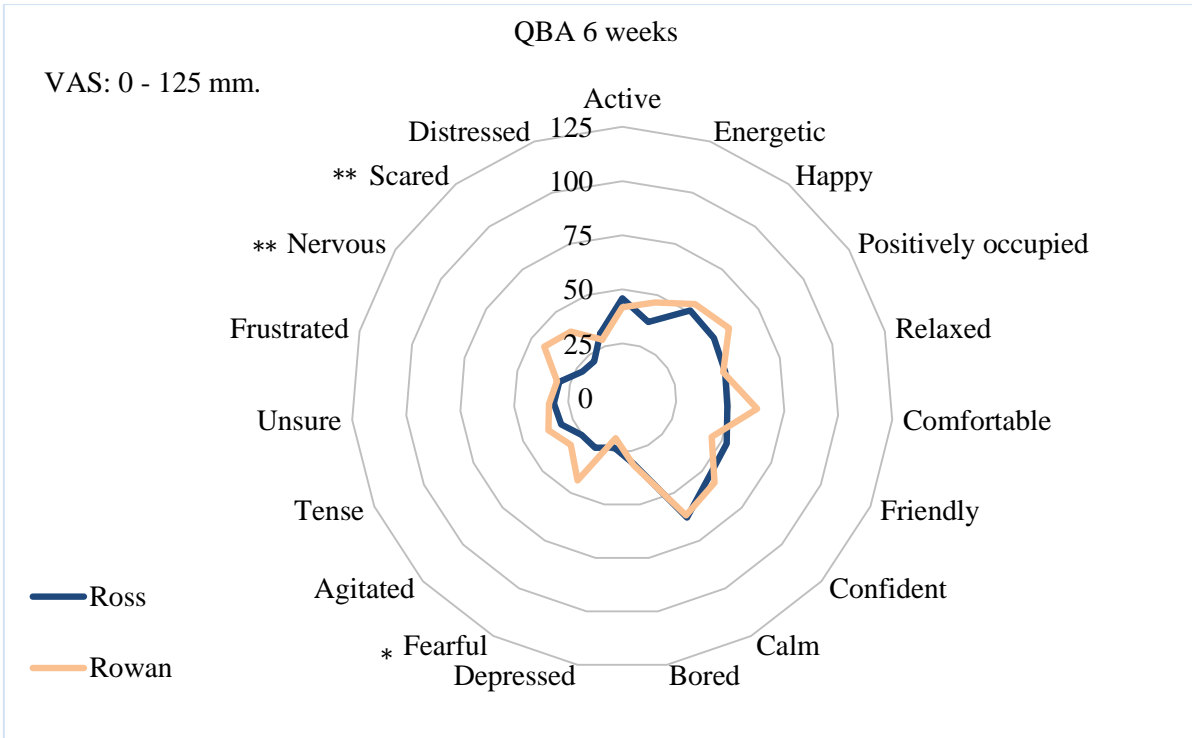 QBA 6 weeks
VAS: 0 - 125 mm.
Active
Distressed 125 Energetic
** Scared 100 Happy
** Nervous 75 Positively occupied
50
Frustrated 25 Relaxed
0
Unsure Comfortable
Tense Friendly
Agitated Confident
Ross
* Fearful Calm
Rowan
Depressed Bored